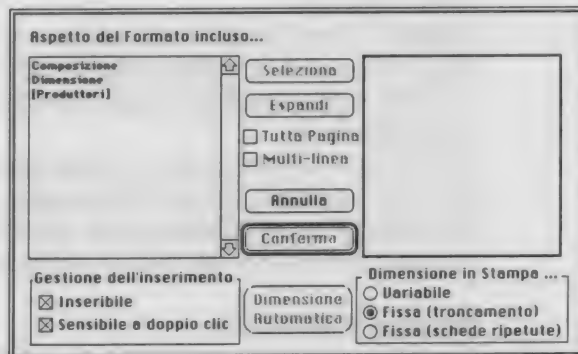 Aspetto del Formato incluso...
Composizione
Dimensione
[Produttori]
Seleziona
Espandi
Tutta Pagina
Multi-linea
Annulla
Conferma
Gestione dell'inserimento
Inseribile
Sensibile a doppio clic
Dimensione
Automatica
Dimensione in Stampa ...
Variabile
Fissa (troncamento)
Fissa (schede ripetute)